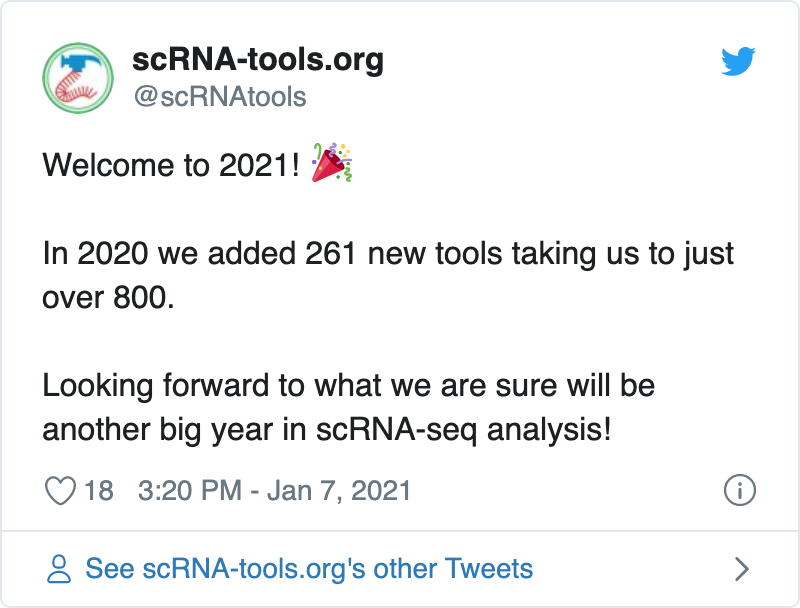 scRNA-tools.org
@scRNAtools
Welcome to 2021! 🎉
In 2020 we added 261 new tools taking us to just
over 800.
Looking forward to what we are sure will be
another big year in scRNA-seq analysis!
18 3:20 PM - Jan 7, 2021
See scRNA-tools.org's other Tweets